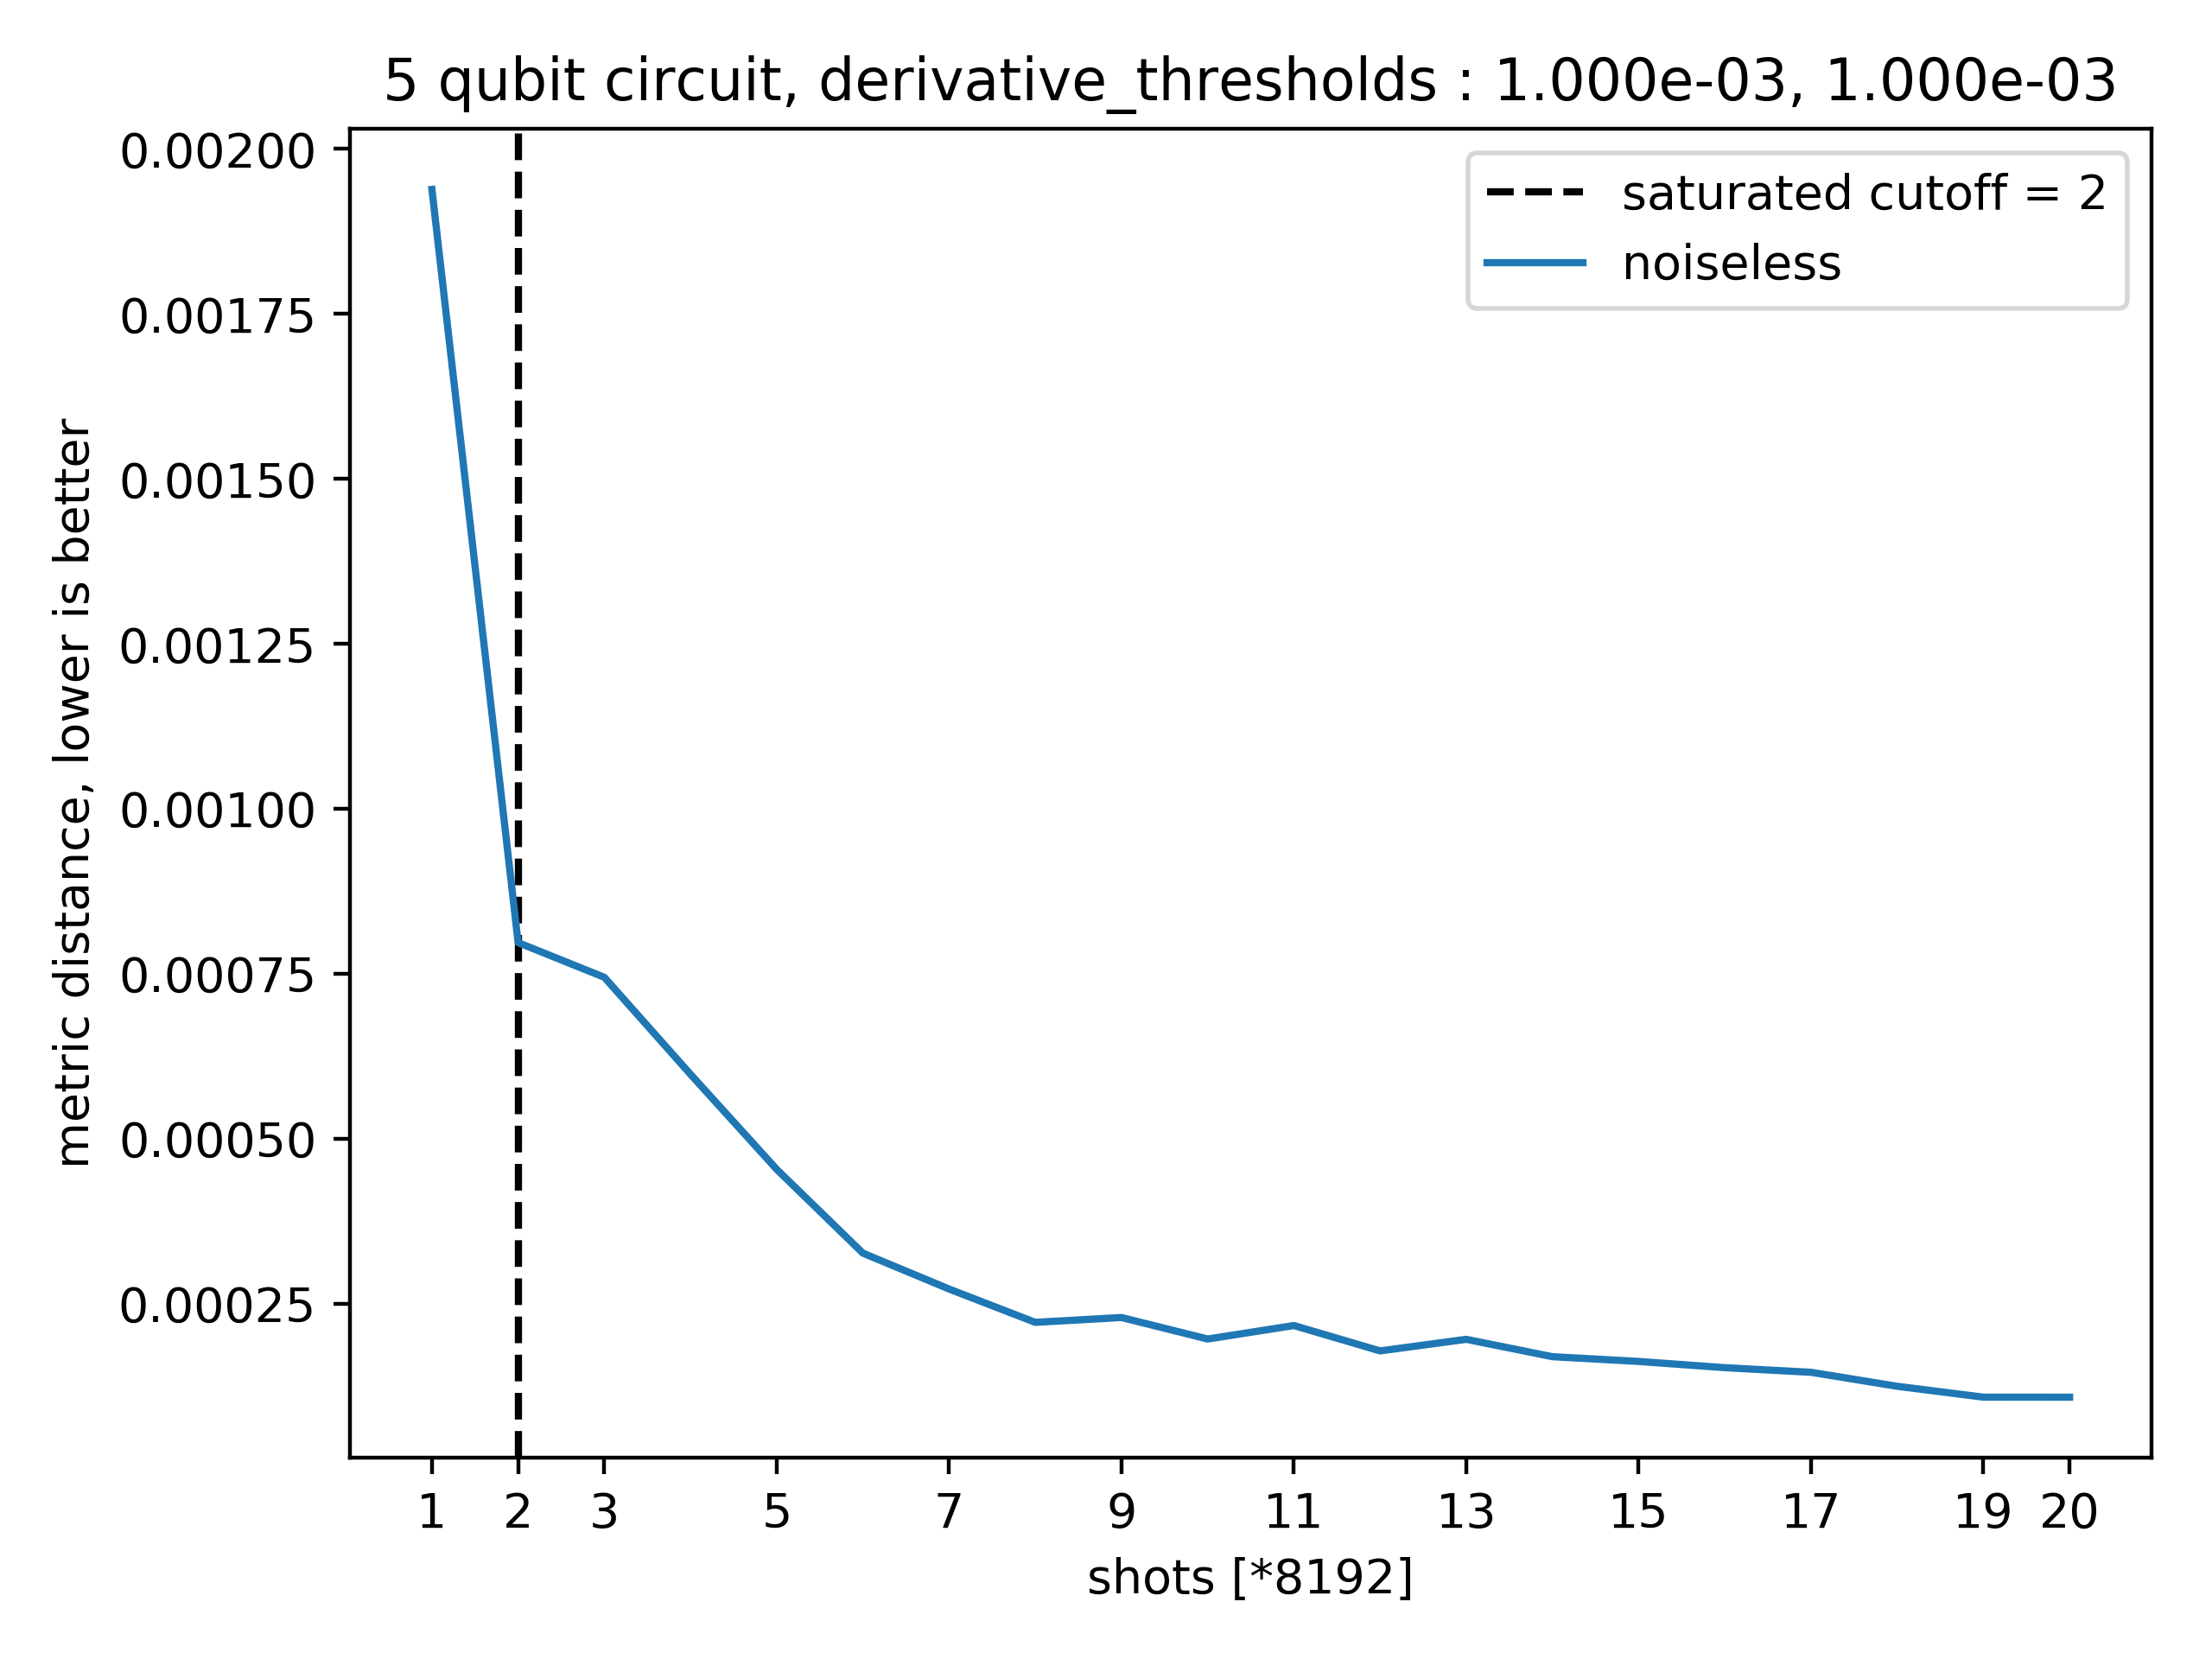 5 qubit circuit, derivative_thresholds : 1.000e-03, 1.000e-03
saturated cutoff = 2
noiseless
metric distance, lower is better
0.00200
0.00175
0.00150
0.00125
0.00100
0.00075
0.00050
0.00025
1 2 3 5 7 9 11 13 15 17 19 20
shots [*8192]